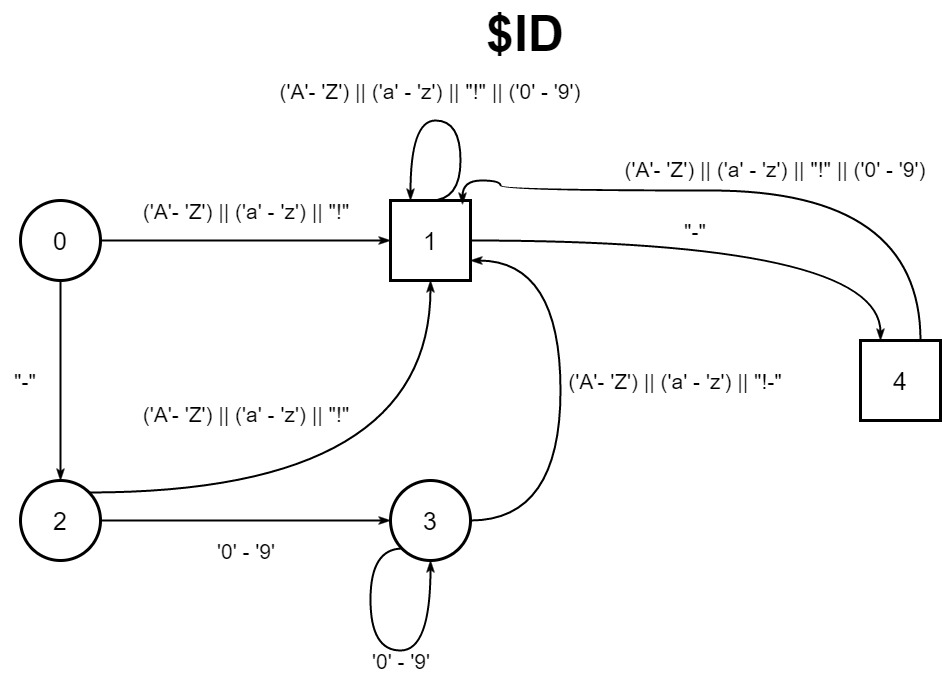 $ID
('A'- 'Z') || ('a' - 'z') || "!" || ('0' - '9')
('A'- 'Z') || ('a' - 'z') || "!" || ('0' - '9')
('A'- 'Z') || ('a' - 'z') || "!"
"-"
0
1
"-"
('A'- 'Z') || ('a' - 'z') || "!-"
4
('A'- 'Z') || ('a' - 'z') || "!"
2
3
'0' - '9'
'0' - '9'